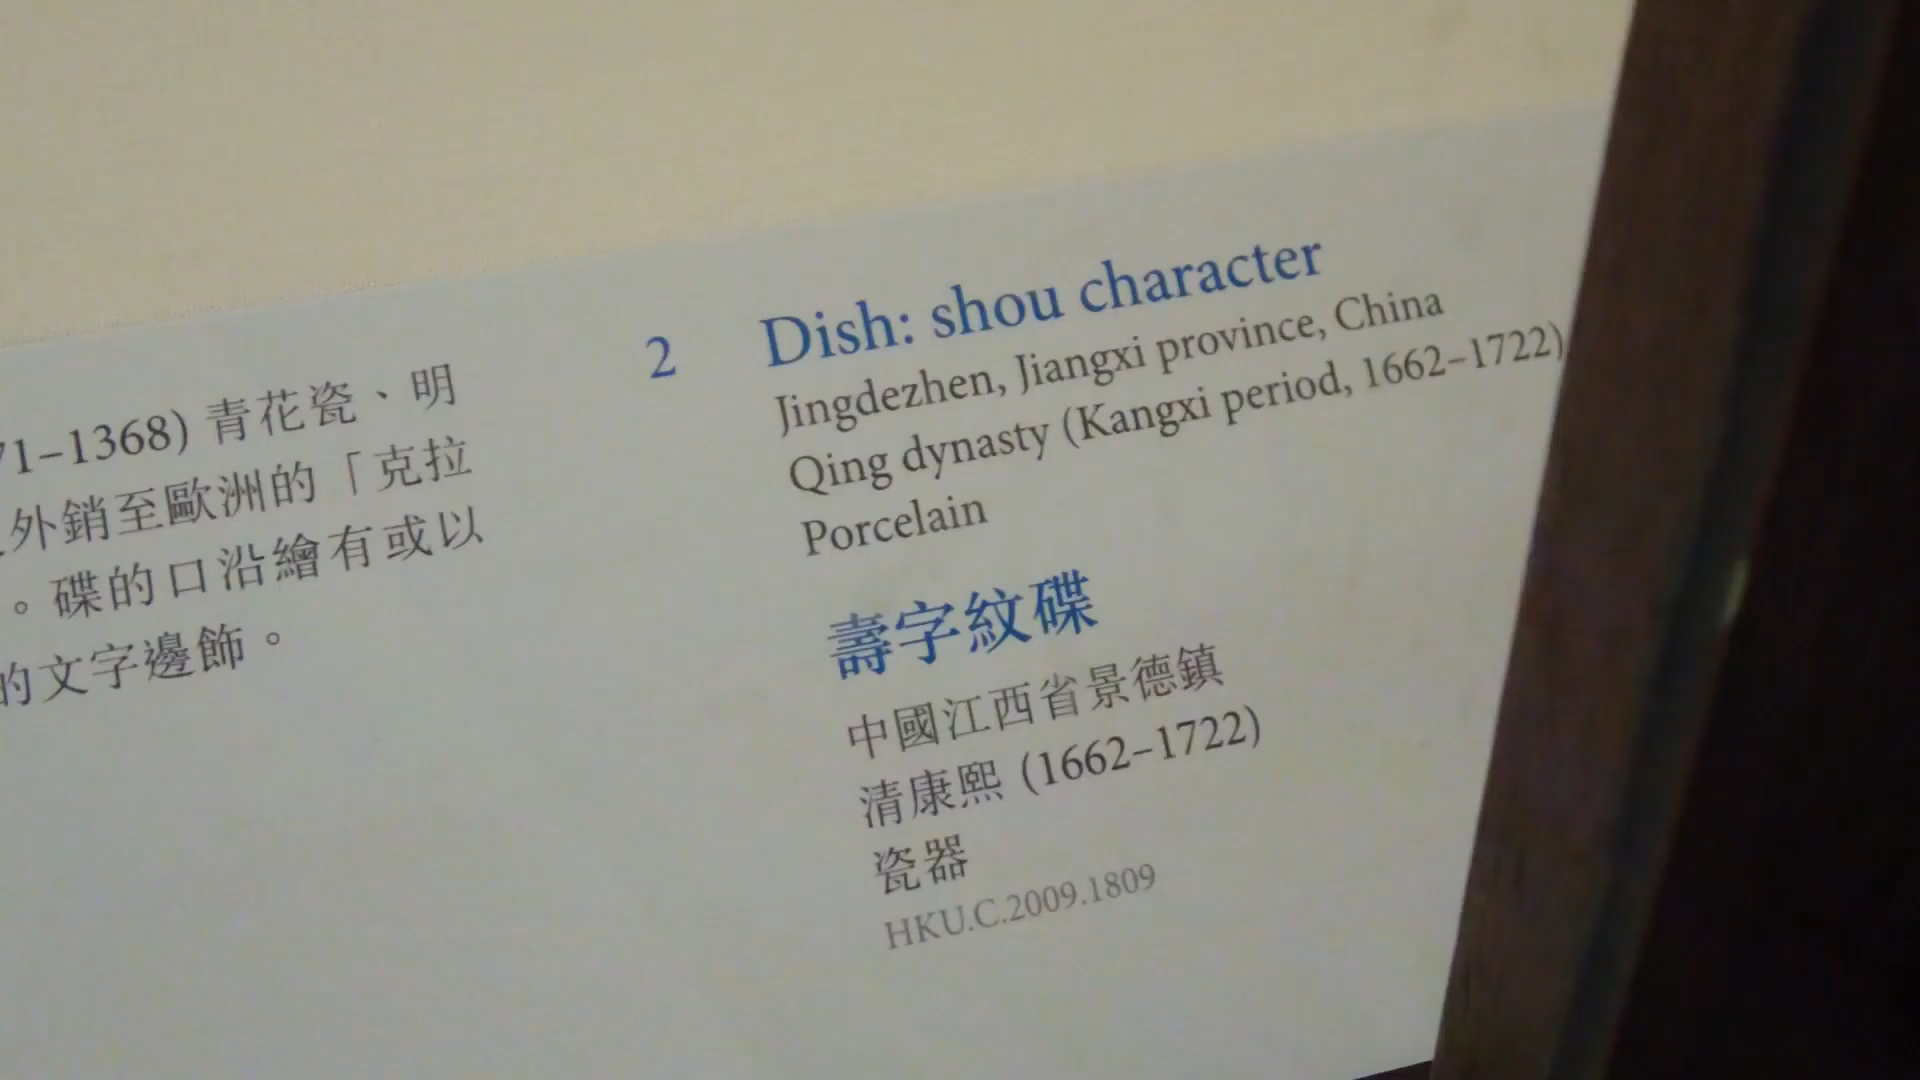 71–1368) 青花瓷、明
外銷至歐洲的「克拉
。碟的口沿繪有或以
的文字邊飾。
2 Dish: shou character
Jingdezhen, Jiangxi province, China
Qing dynasty (Kangxi period, 1662–1722)
Porcelain
壽字紋碟
中國江西省景德鎮
清康熙 (1662–1722)
瓷器
HKU.C.2009.1809